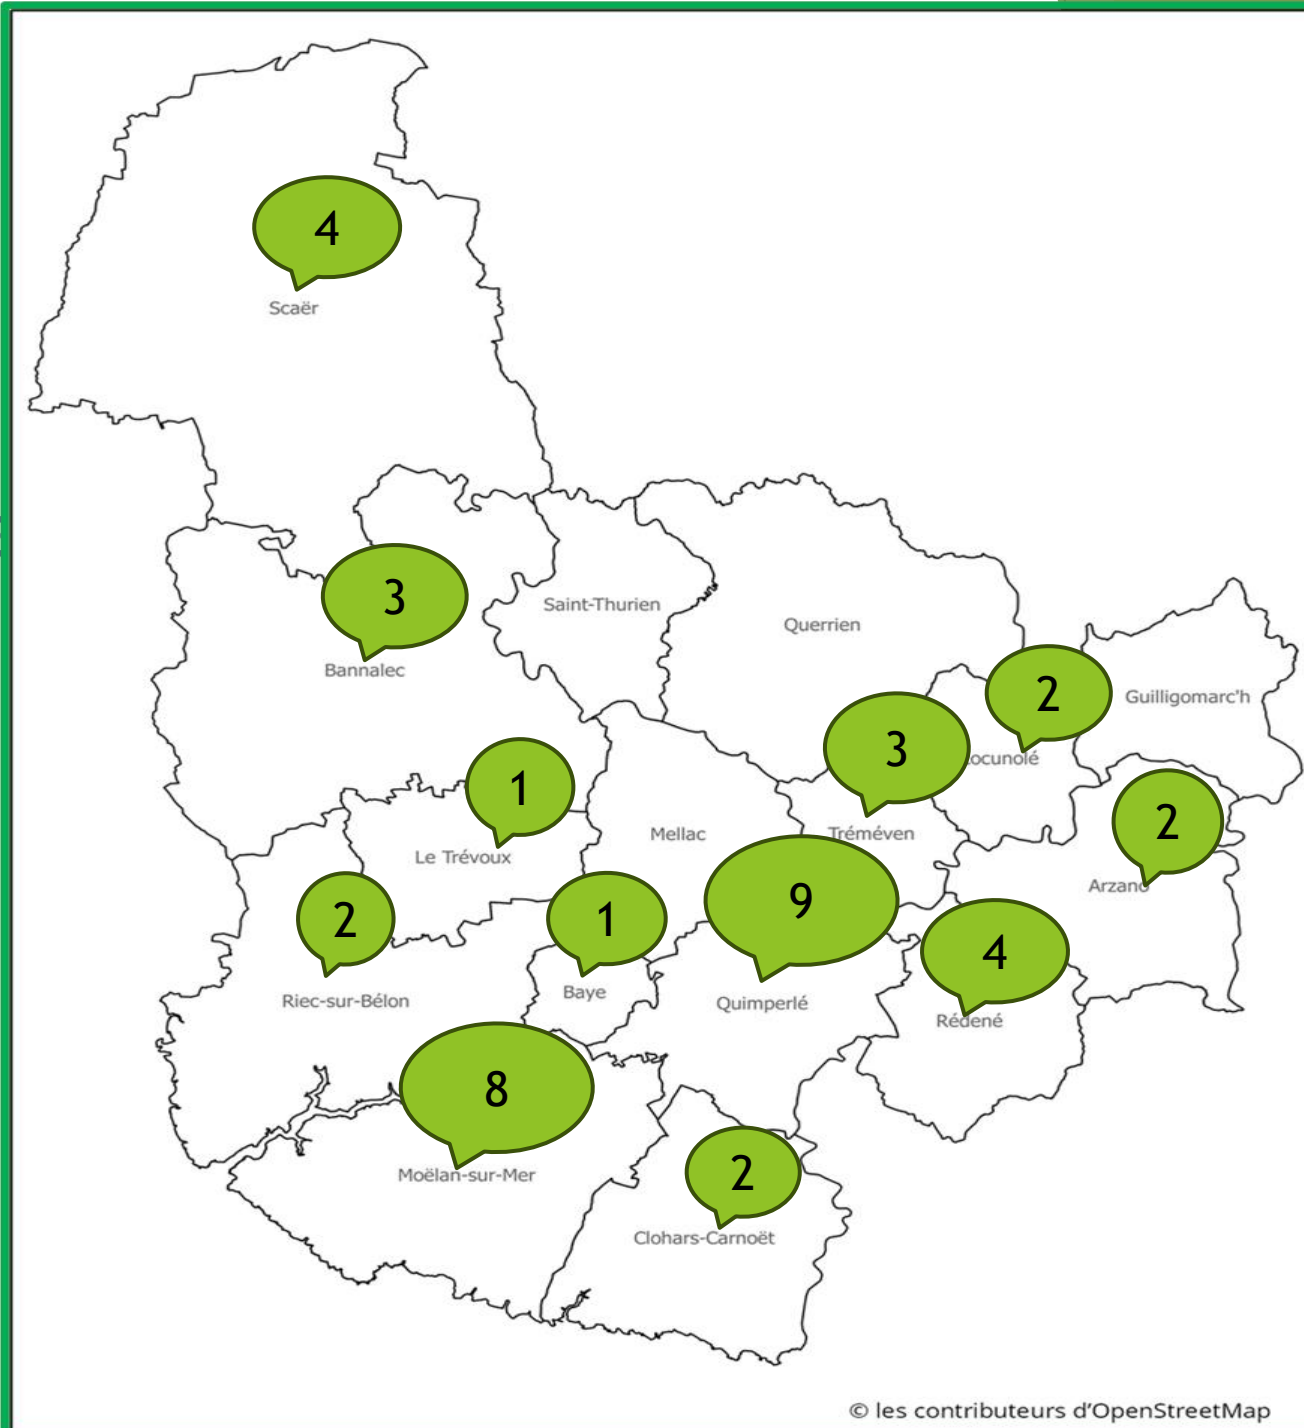 4
Scaër
3
Bannalec
Saint-Thurien
Querrien
2
Guilligomarc'h
3
Locunolé
1
2
Mellac
Tréméven
Le Trévoux
Arzano
9
2
1
4
Baye
Riec-sur-Bélon
Quimperlé
Rédené
8
2
Moëlan-sur-Mer
Clohars-Carnoët
© les contributeurs d’OpenStreetMap